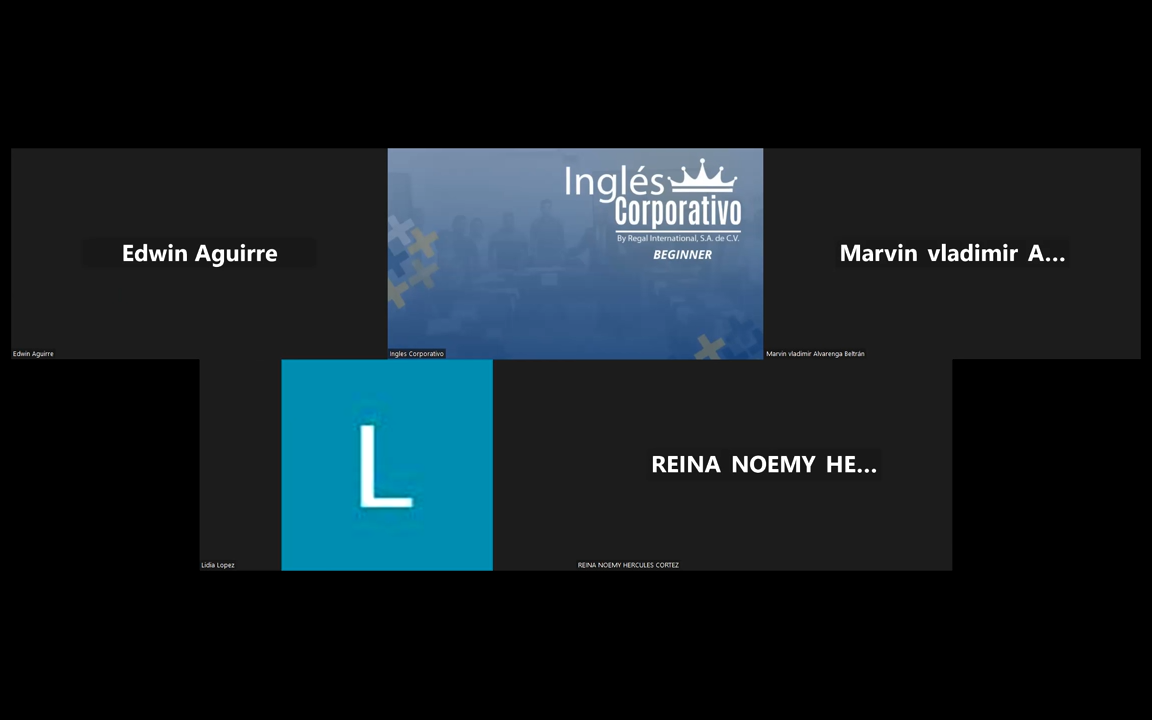 Edwin Aguirre
Edwin Aguirre
Inglés
Corporativo
By Regal International, S.A. de C.V.
BEGINNER
Ingles Corporativo
Marvin vladimir A...
Marvin vladimir Alvarenga Beltrán
L
Lidia Lopez
REINA NOEMY HE...
REINA NOEMY HERCULES CORTEZ